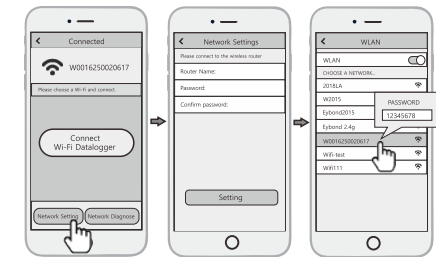 Connected
W0016250020617
Please choose a Wi-Fi and connect.
Connect
Wi-Fi Datalogger
Network Setting
Network Diagnose
Network Settings
Please connect to the wireless router
Router Name:
Password:
Confirm password:
Setting
WLAN
WLAN
CHOOSE A NETWORK...
2018LA
W2015
Eybond2015
Eybond 2.4g
W0016250020617
Wifi-test
Wifi111
PASSWORD
12345678